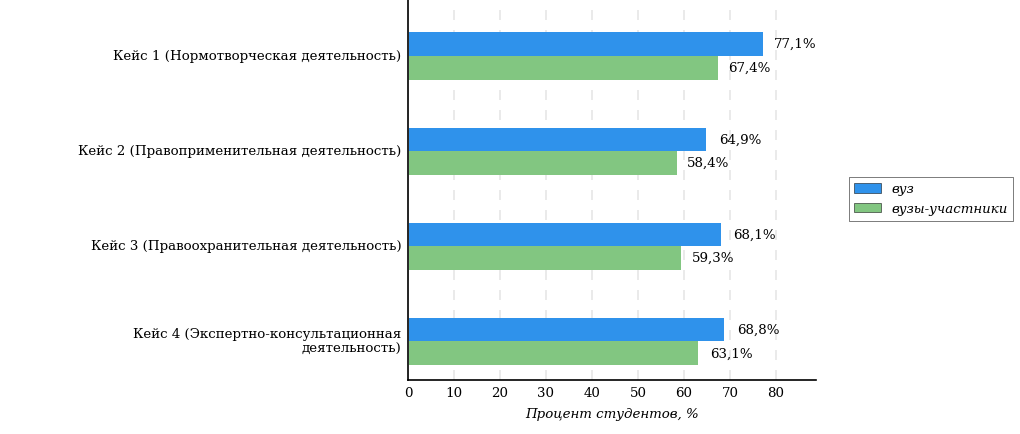 Кейс 1 (Нормотворческая деятельность)
77,1%
67,4%
Кейс 2 (Правоприменительная деятельность)
64,9%
58,4%
Кейс 3 (Правоохранительная деятельность)
68,1%
59,3%
Кейс 4 (Экспертно-консультационная
деятельность)
68,8%
63,1%
0 10 20 30 40 50 60 70 80
Процент студентов, %
вуз
вузы-участники